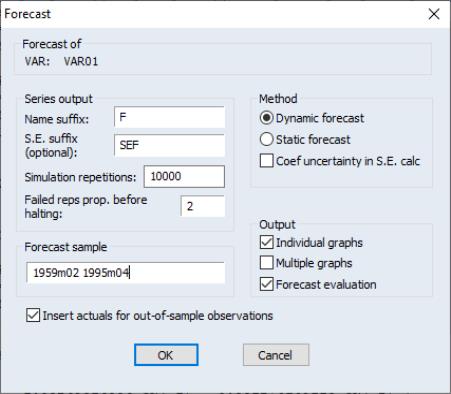 Forecast
Forecast of
VAR: VAR01
Series output
Name suffix: F
S.E. suffix
(optional): SEF
Simulation repetitions: 10000
Failed reps prop. before
halting: 2
Forecast sample
1959m02 1995m04
Method
Dynamic forecast
Static forecast
Coef uncertainty in S.E. calc
Output
Individual graphs
Multiple graphs
Forecast evaluation
Insert actuals for out-of-sample observations
OK
Cancel